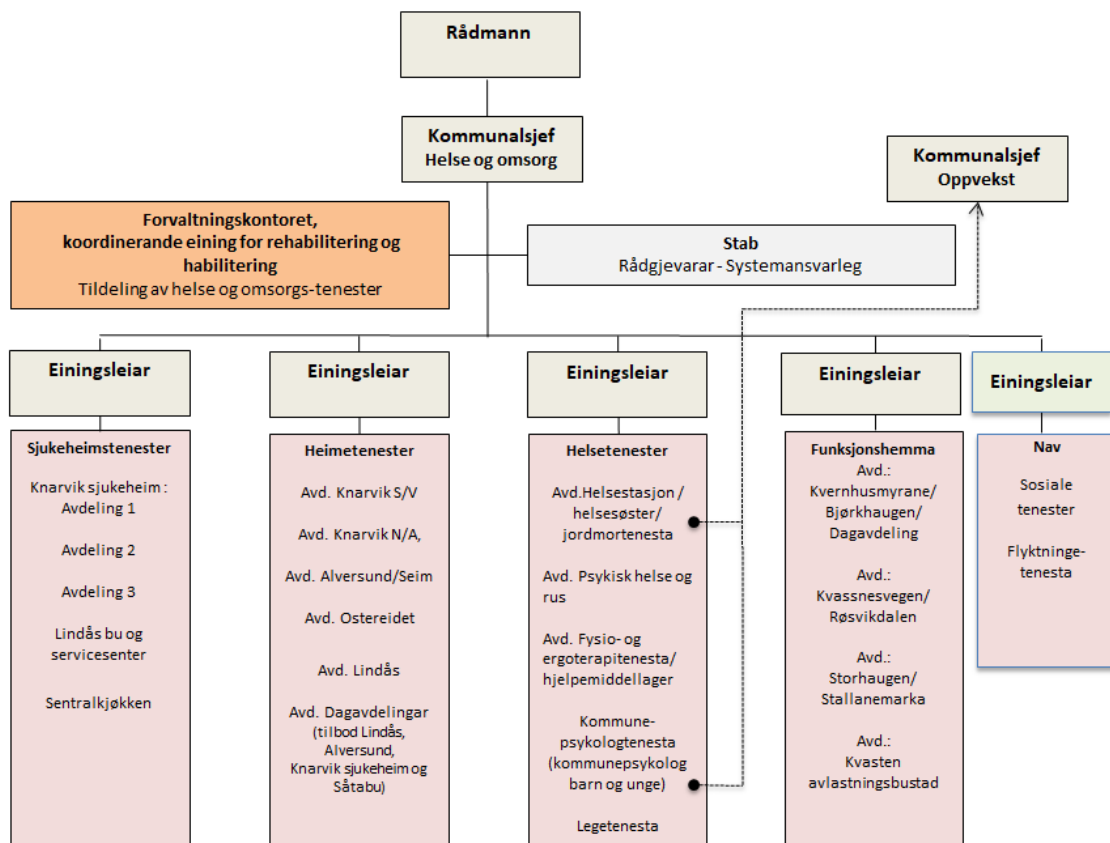 Rådmann
Kommunalsjef
Helse og omsorg
Kommunalsjef
Oppvekst
Forvaltningskontoret,
koordinerande eining for rehabilitering og
habilitering
Tildeling av helse og omsorgs-tenester
Stab
Rådgjevarar - Systemansvarleg
Einingsleiar
Einingsleiar
Einingsleiar
Einingsleiar
Einingsleiar
Sjukeheimstenester
Knarvik sjukeheim :
Avdeling 1
Avdeling 2
Avdeling 3
Lindås bu og
servicesenter
Sentralkjøkken
Heimetenester
Avd. Knarvik S/V
Avd. Knarvik N/A,
Avd. Alversund/Seim
Avd. Ostereidet
Avd. Lindås
Avd. Dagavdelingar
(tilbod Lindås,
Alversund,
Knarvik sjukeheim og
Såtabu)
Helsetenester
Avd.Helsestasjon /
helsesøster/
jordmortenesta
Avd. Psykisk helse og
rus
Avd. Fysio- og
ergoterapitenesta/
hjelpemiddellager
Kommune-
psykologtenesta
(kommunepsykolog
barn og unge)
Legetenesta
Funksjonshemma
Avd.:
Kvernhusmyrane/
Bjørkhaugen/
Dagavdeling
Avd.:
Kvassnesvegen/
Røsvikdalen
Avd.:
Storhaugen/
Stallanemarka
Avd.:
Kvasten
avlastningsbustad
Nav
Sosiale
tenester
Flyktninge-
tenesta